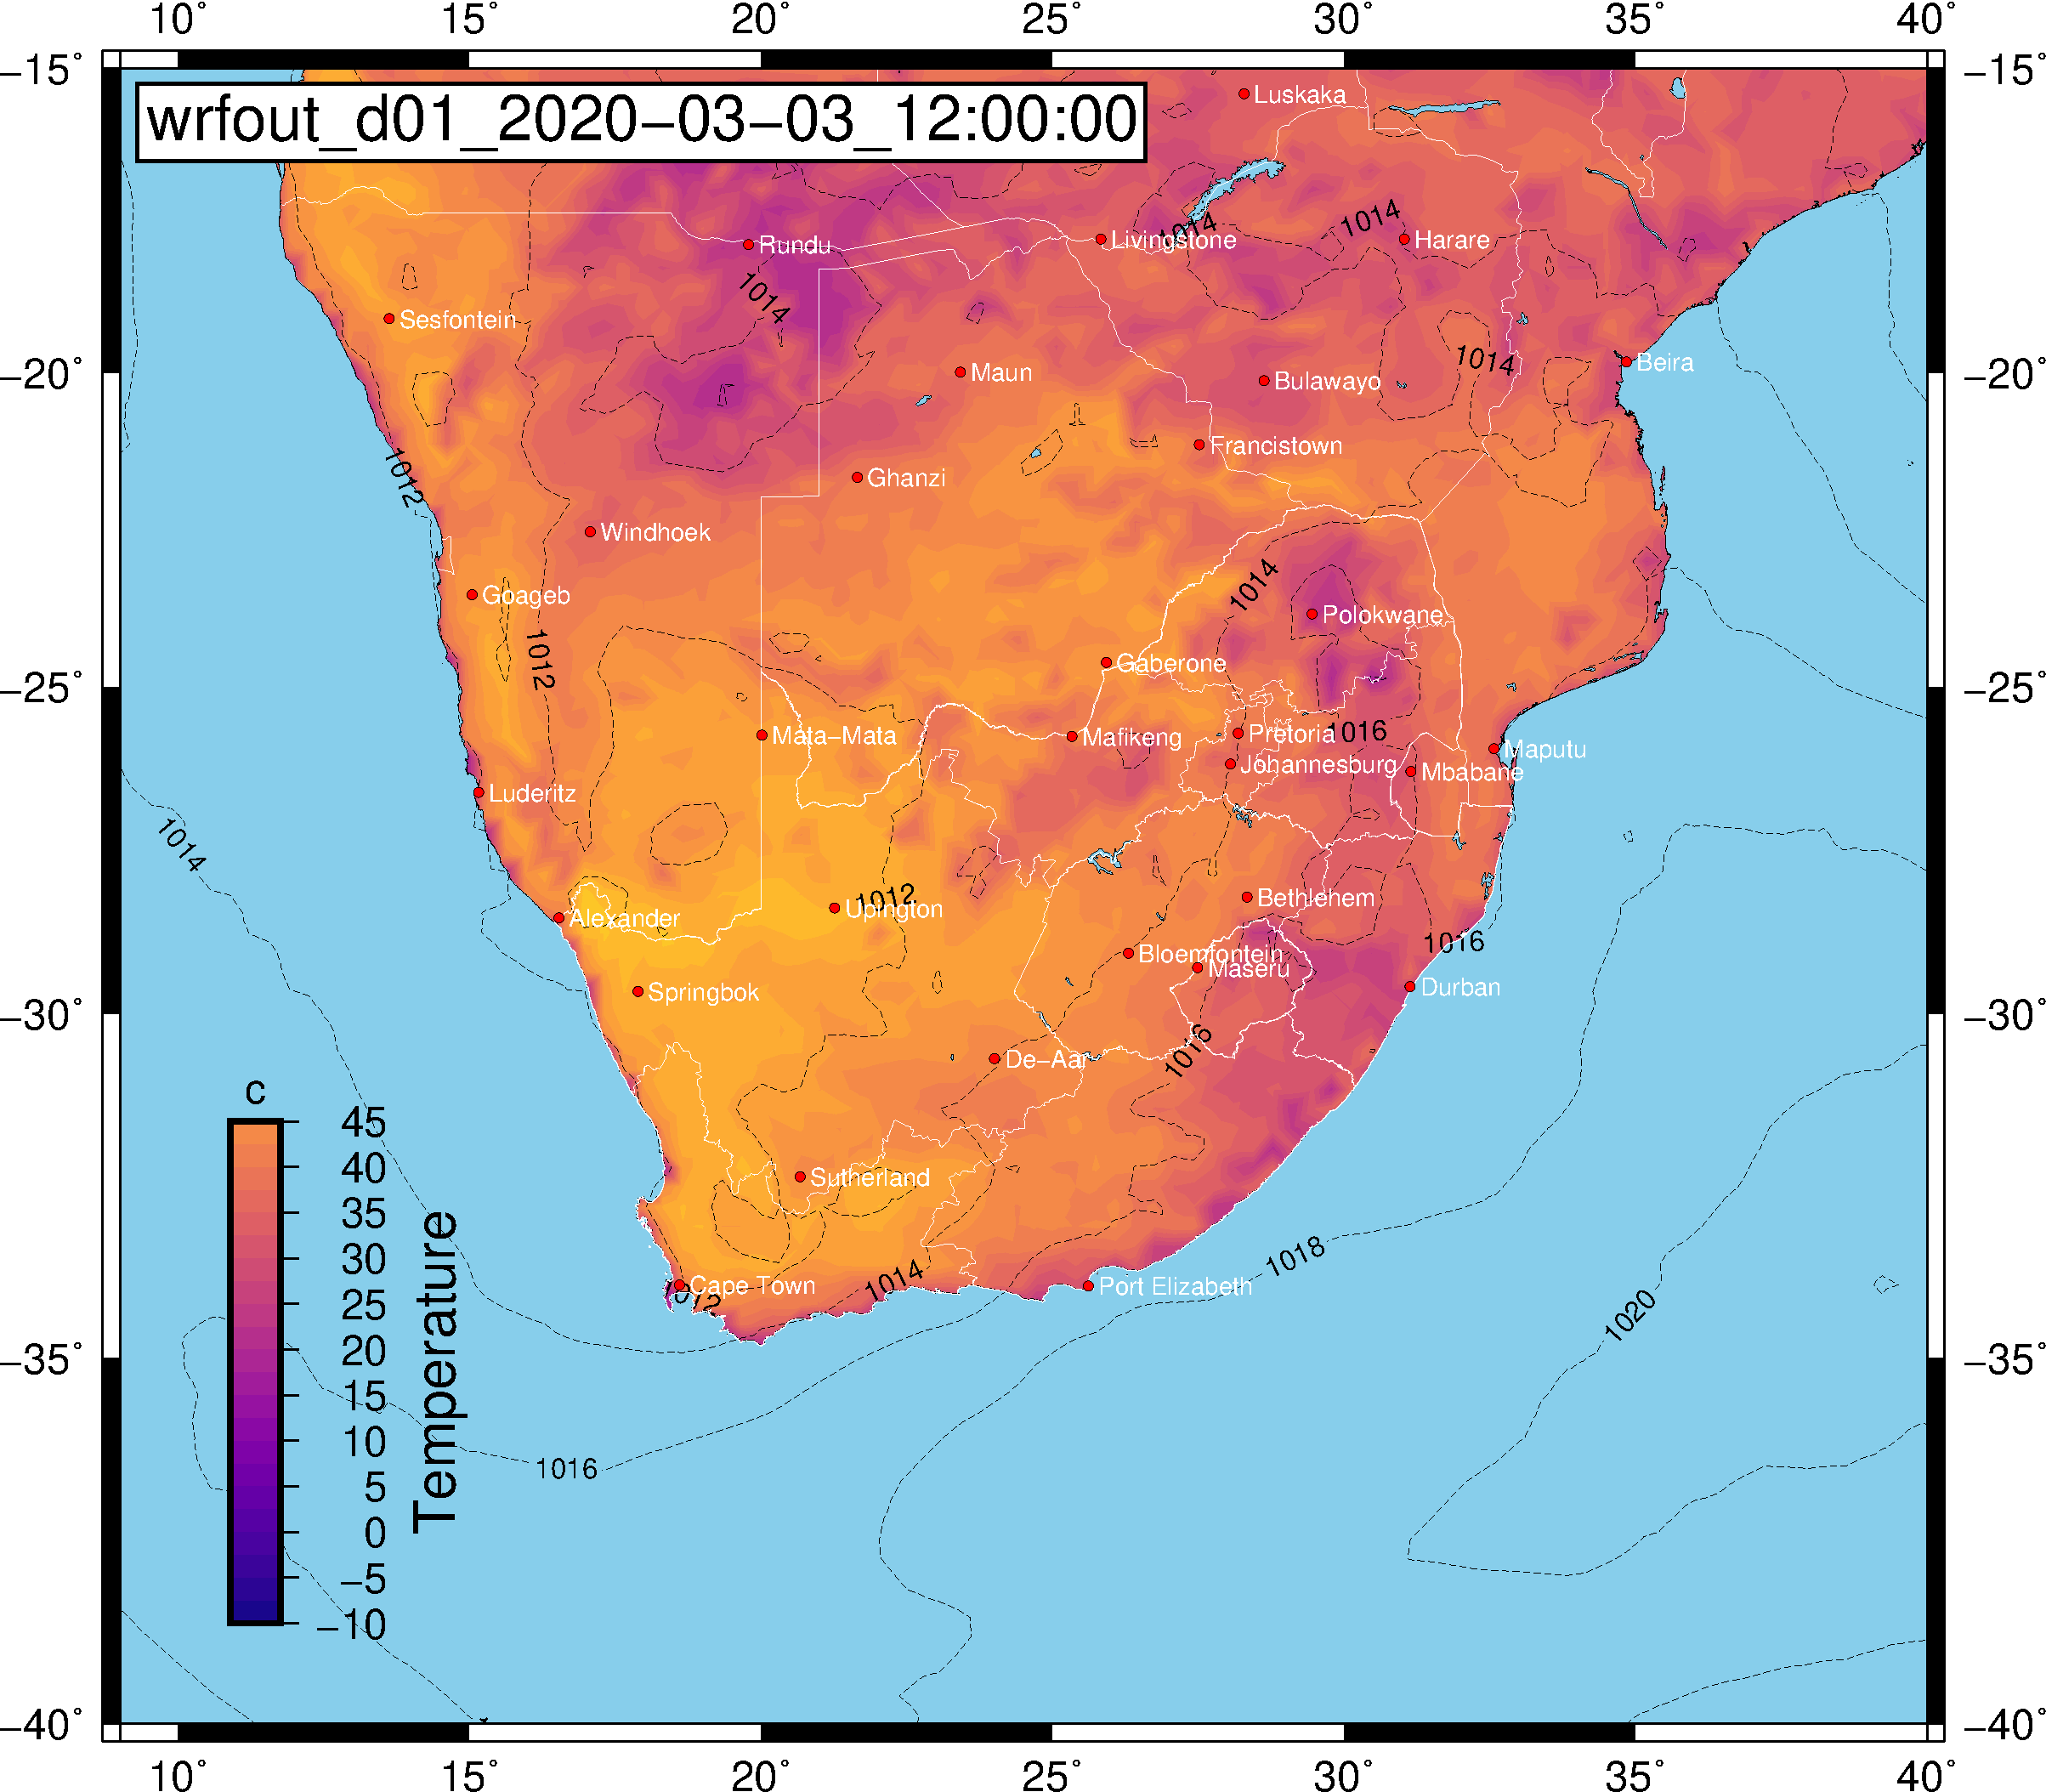 10° 15° 20° 25° 30° 35° 40°
−15° −15°
wrfout_d01_2020−03−03_12:00:00
Luskaka
1014
1014
Livingstone
Harare
Rundu
1014
Sesfontein
1014
Beira
−20° −20°
Maun
Bulawayo
Francistown
1012
Ghanzi
Windhoek
1014
Goageb
Polokwane
1012
Gaberone
−25° −25°
Mata−Mata
Mafikeng
Pretoria
1016
Maputu
Johannesburg
Mbabane
Luderitz
1014
1012
Bethlehem
Upington
Alexander
1016
Bloemfontein
Maseru
Durban
Springbok
−30° −30°
1016
De−Aar
c
45
40
35
30
25
20
15
10
5
0
−5
−10
Temperature
Sutherland
1018
1014
Cape Town
1012
Port Elizabeth
1020
−35° −35°
1016
−40° −40°
10° 15° 20° 25° 30° 35° 40°